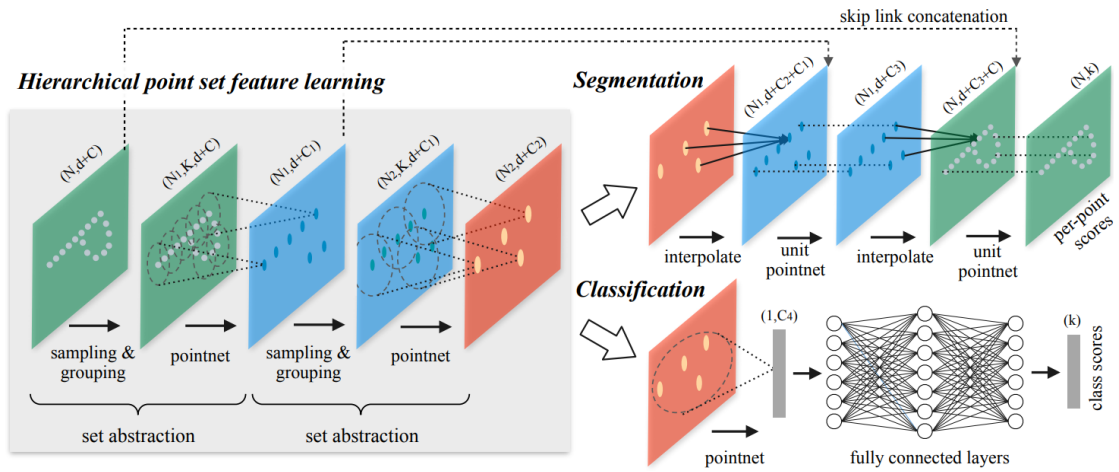 skip link concatenation
Hierarchical point set feature learning
(N,d+C)
(N1,K,d+C)
(N1,d+C1)
(N2,K,d+C1)
(N2,d+C2)
sampling &
grouping
pointnet
sampling &
grouping
pointnet
set abstraction
set abstraction
Segmentation
(N1,d+C2+C1)
(N1,d+C3)
(N,d+C3+C)
(N,k)
interpolate
unit
pointnet
interpolate
unit
pointnet
per-point
scores
Classification
(1,C4)
(k)
class scores
pointnet
fully connected layers